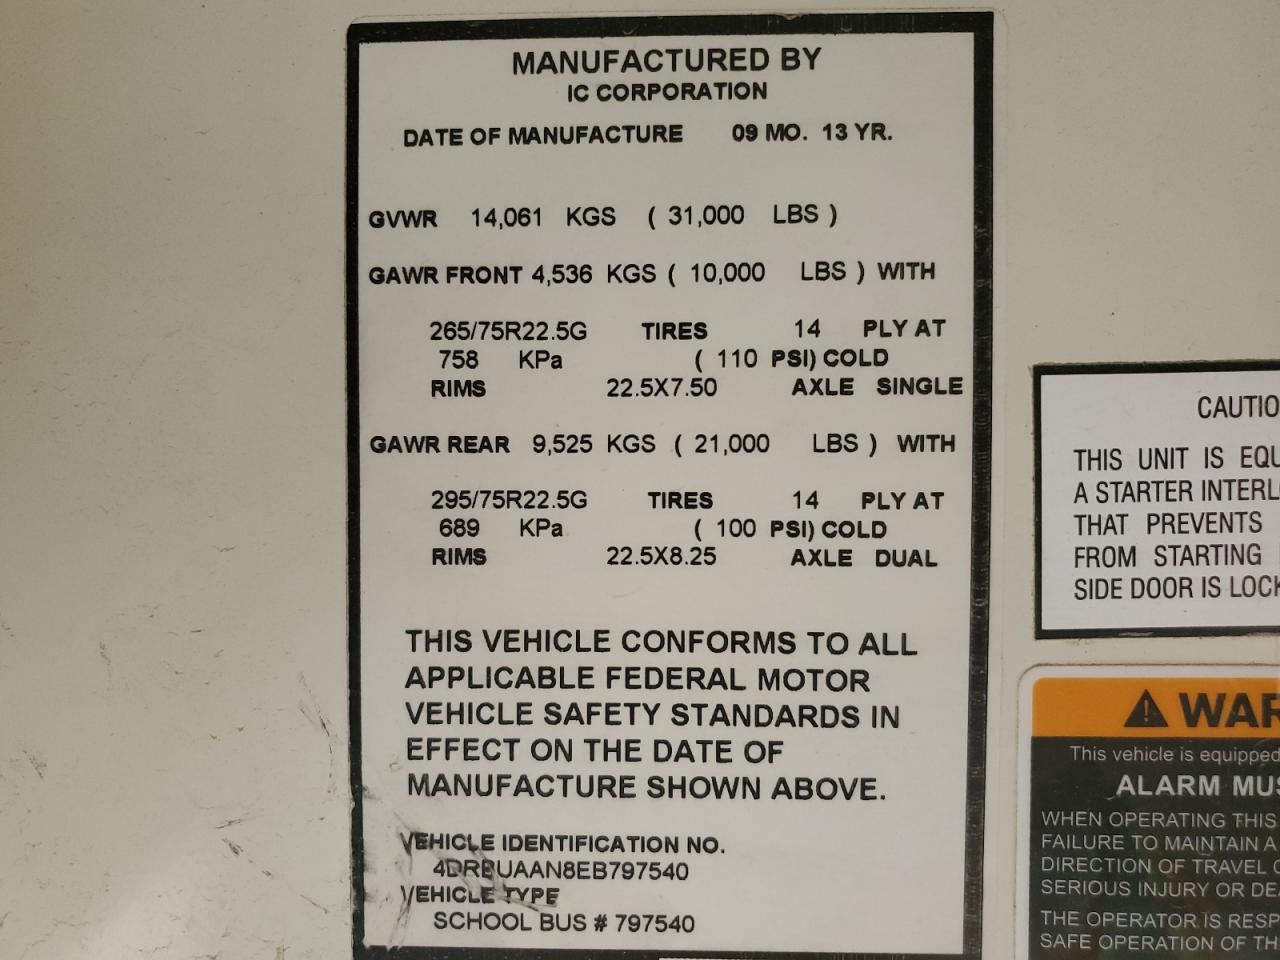 MANUFACTURED BY
IC CORPORATION
DATE OF MANUFACTURE 09 MO. 13 YR.
GVWR 14,061 KGS ( 31,000 LBS )
GAWR FRONT 4,536 KGS ( 10,000 LBS ) WITH
265/75R22.5G TIRES 14 PLY AT
758 KPa ( 110 PSI) COLD
RIMS 22.5X7.50 AXLE SINGLE
GAWR REAR 9,525 KGS ( 21,000 LBS ) WITH
295/75R22.5G TIRES 14 PLY AT
689 KPa ( 100 PSI) COLD
RIMS 22.5X8.25 AXLE DUAL
THIS VEHICLE CONFORMS TO ALL
APPLICABLE FEDERAL MOTOR
VEHICLE SAFETY STANDARDS IN
EFFECT ON THE DATE OF
MANUFACTURE SHOWN ABOVE.
VEHICLE IDENTIFICATION NO.
4DRBUAAN8EB797540
VEHICLE TYPE
SCHOOL BUS # 797540
CAUTIO
THIS UNIT IS EQU
A STARTER INTERL
THAT PREVENTS
FROM STARTING
SIDE DOOR IS LOCK
WAR
This vehicle is equipped
ALARM MUS
WHEN OPERATING THIS
FAILURE TO MAINTAIN A
DIRECTION OF TRAVEL
SERIOUS INJURY OR DEA
THE OPERATOR IS RESP
SAFE OPERATION OF TH